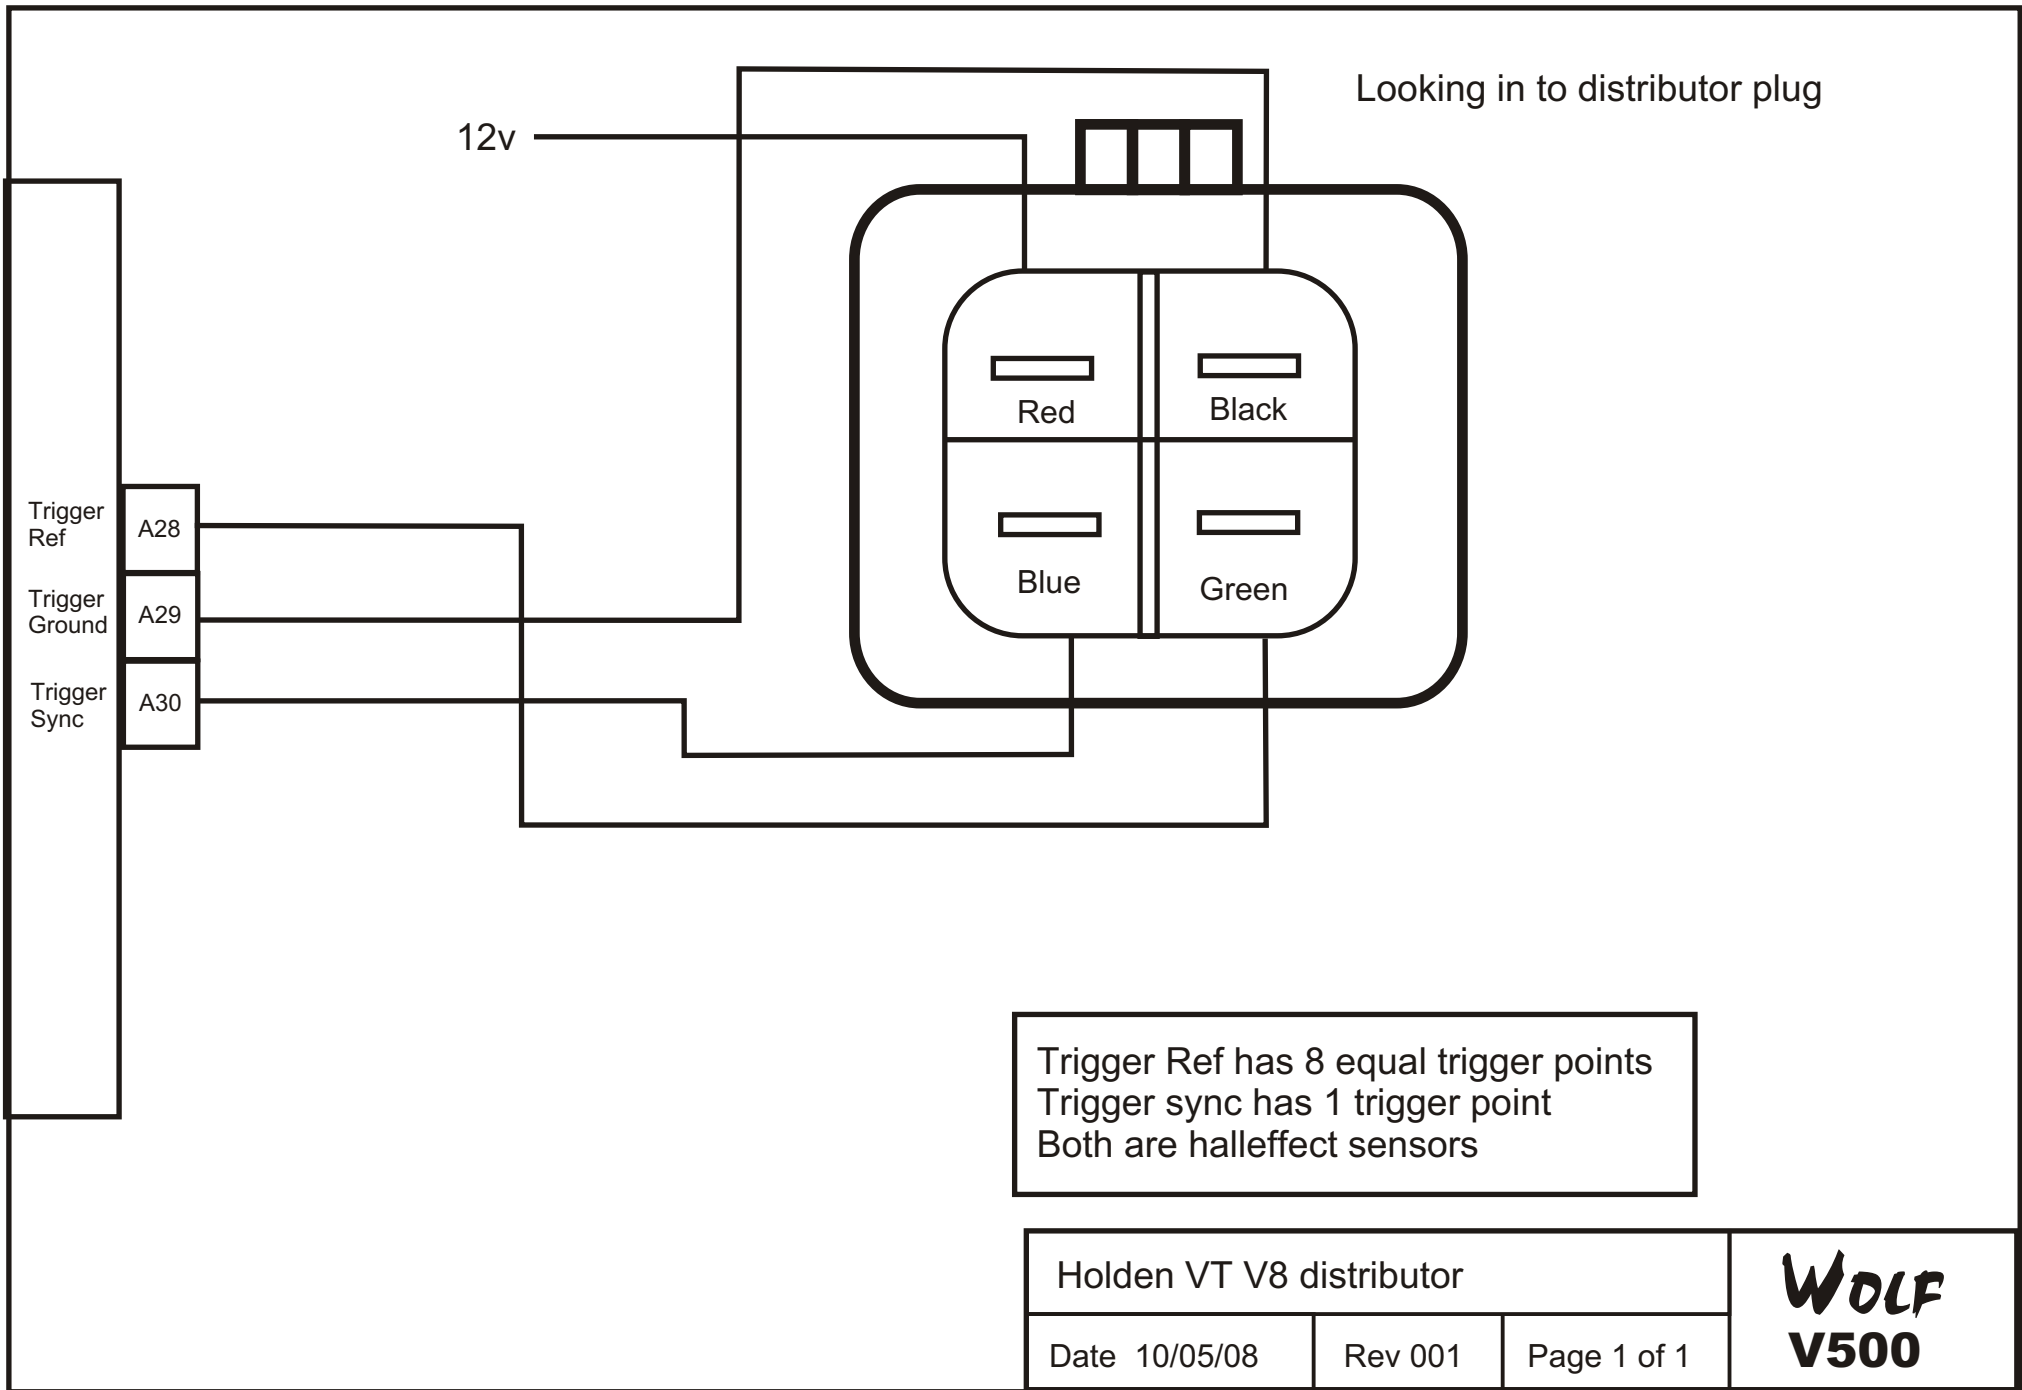 Looking in to distributor plug
12v
Red
Black
Blue
Green
Trigger
Ref
A28
Trigger
Ground
A29
Trigger
Sync
A30
Trigger Ref has 8 equal trigger points
Trigger sync has 1 trigger point
Both are halleffect sensors
Holden VT V8 distributor
Date 10/05/08
Rev 001
Page 1 of 1
WOLF
V500